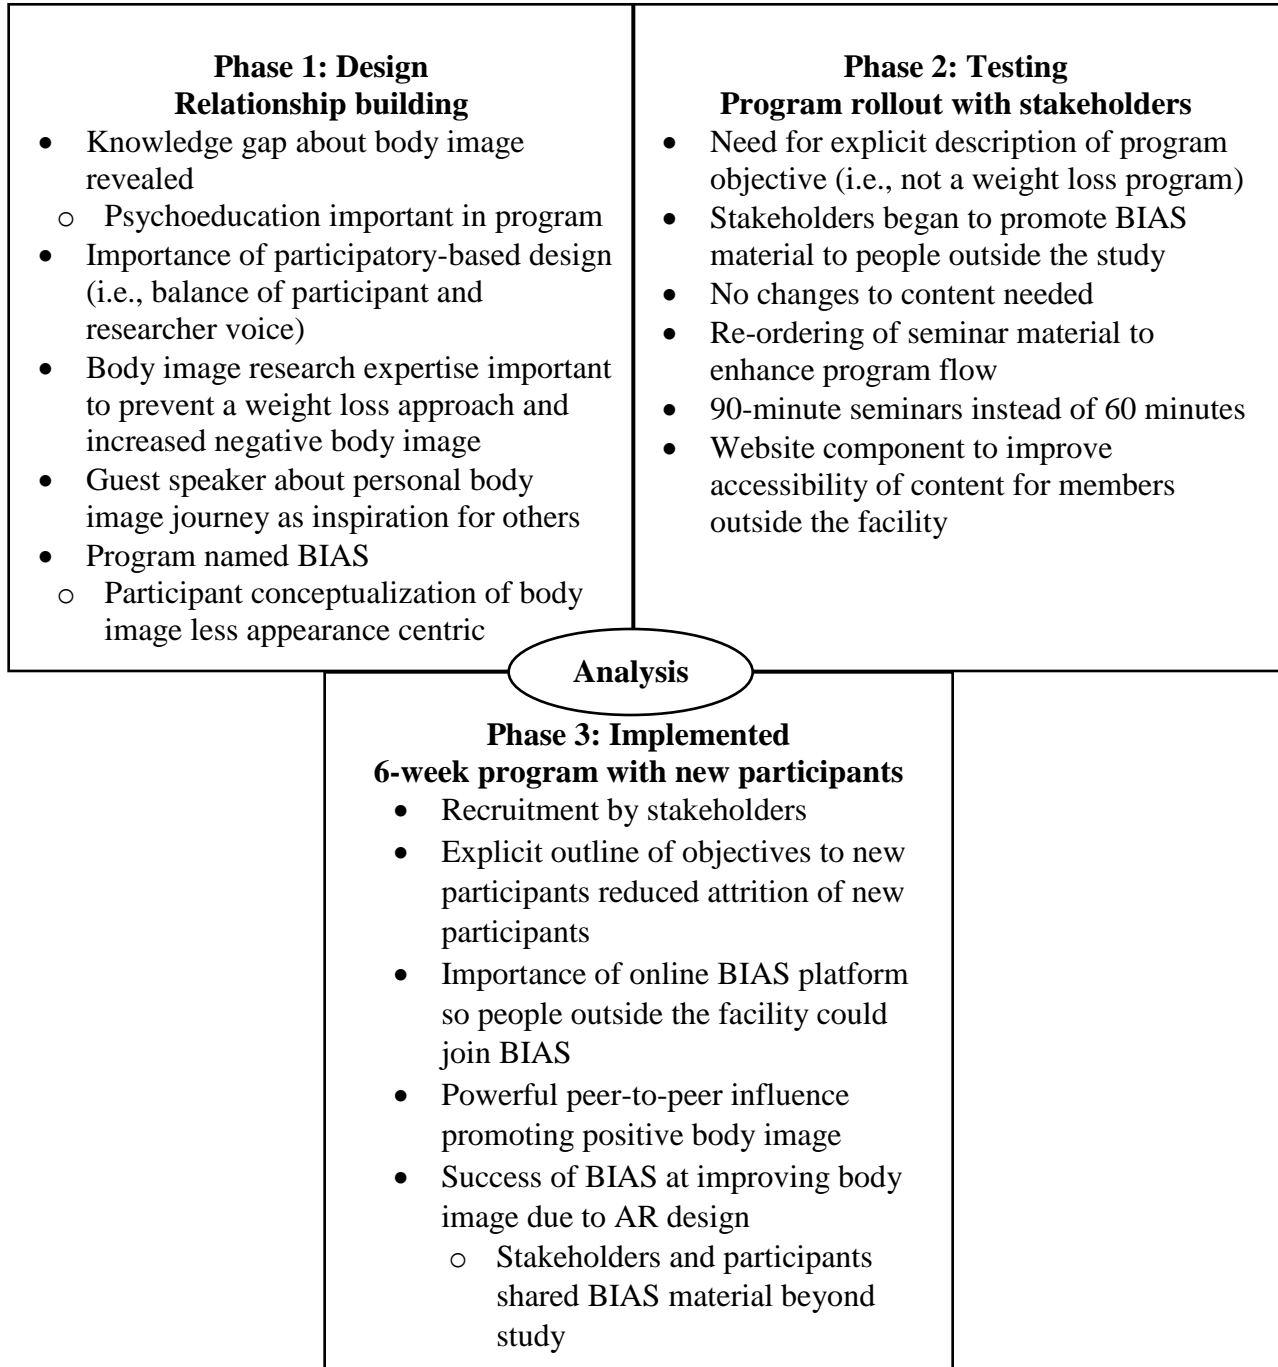 Phase 1: Design
Relationship building
• Knowledge gap about body image
revealed
o Psychoeducation important in program
• Importance of participatory-based design
(i.e., balance of participant and
researcher voice)
• Body image research expertise important
to prevent a weight loss approach and
increased negative body image
• Guest speaker about personal body
image journey as inspiration for others
• Program named BIAS
o Participant conceptualization of body
image less appearance centric
Phase 2: Testing
Program rollout with stakeholders
• Need for explicit description of program
objective (i.e., not a weight loss program)
• Stakeholders began to promote BIAS
material to people outside the study
• No changes to content needed
• Re-ordering of seminar material to
enhance program flow
• 90-minute seminars instead of 60 minutes
• Website component to improve
accessibility of content for members
outside the facility
Analysis
Phase 3: Implemented
6-week program with new participants
• Recruitment by stakeholders
• Explicit outline of objectives to new
participants reduced attrition of new
participants
• Importance of online BIAS platform
so people outside the facility could
join BIAS
• Powerful peer-to-peer influence
promoting positive body image
• Success of BIAS at improving body
image due to AR design
o Stakeholders and participants
shared BIAS material beyond
study